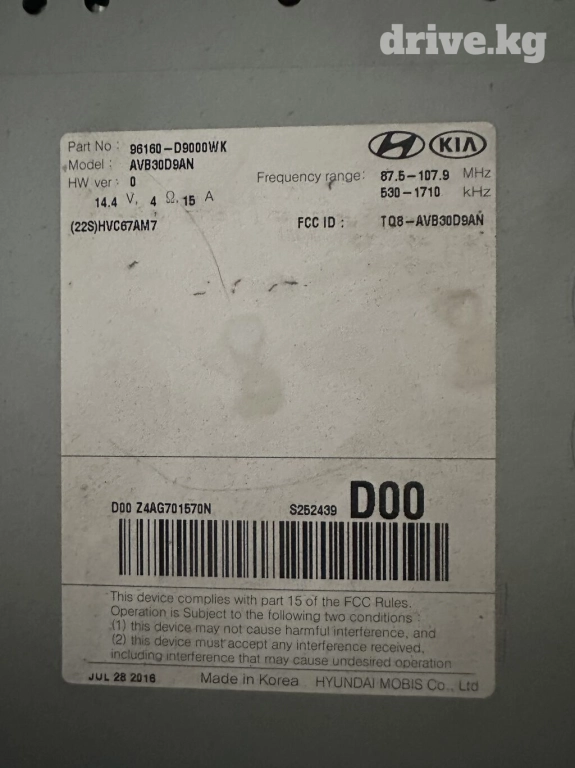 drive.kg
Part No : 96160-D9000WK
KIA
Model : AVB30D9AN
Frequency range: 87.5-107.9 MHz
HW ver : 0
530-1710 kHz
14.4 V, 4 Ω, 15 A
(22S)HVC67AM7
FCC ID : TQ8-AVB30D9AN
D00 Z4AG701570N S252439 D00
This device complies with part 15 of the FCC Rules.
Operation is Subject to the following two conditions
(1) this device may not cause harmful interference, and
(2) this device must accept any interference received,
including interference that may cause undesired operation
JUL 28 2016 Made in Korea HYUNDAI MOBIS Co., Ltd